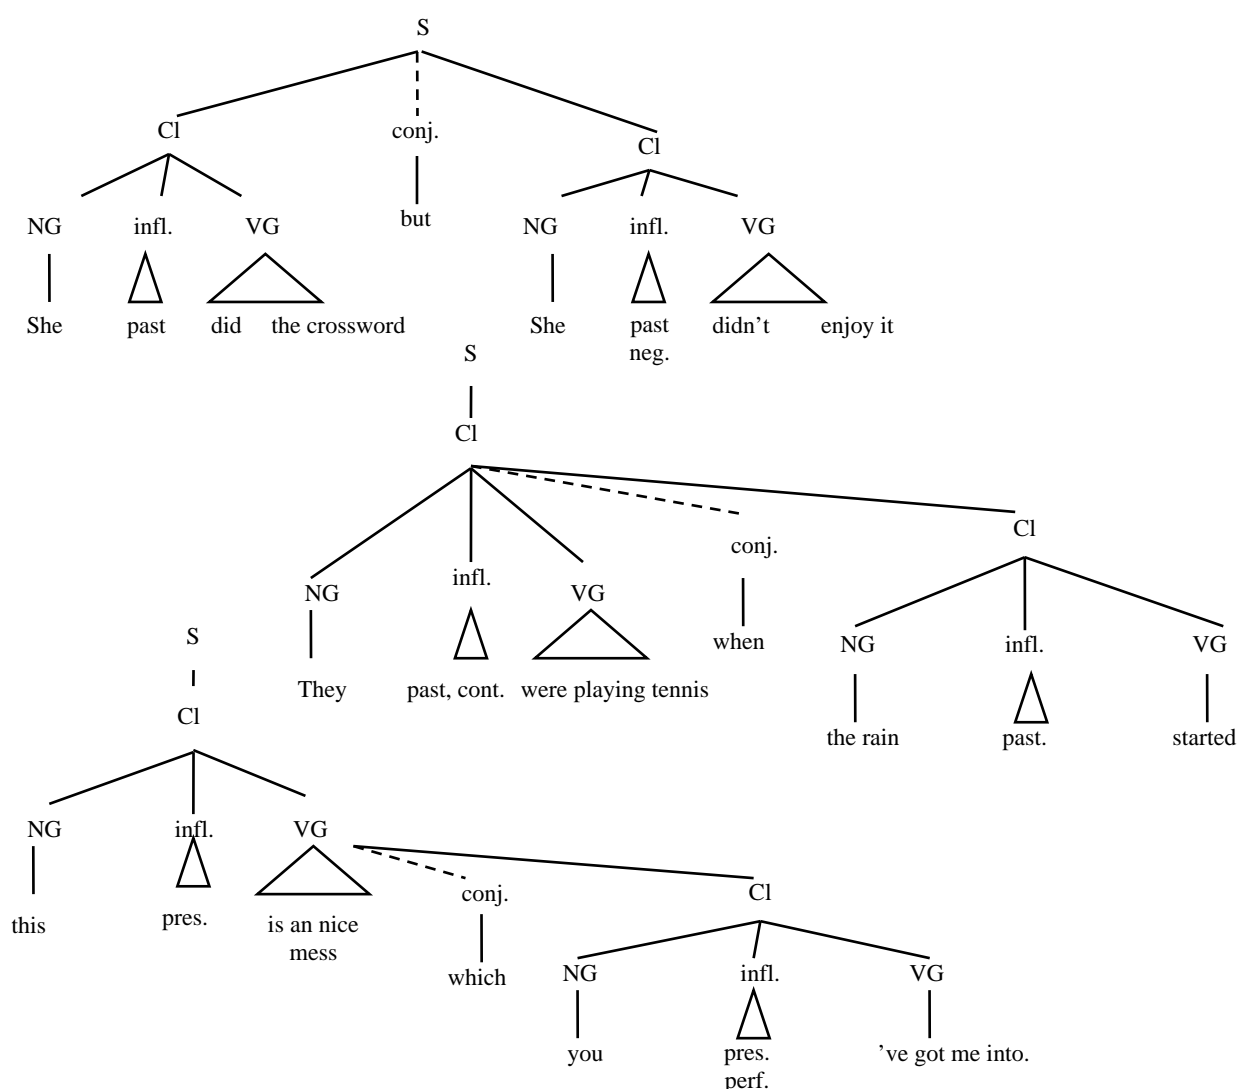 S
Cl conj. Cl
NG infl. VG but NG infl. VG
She past did the crossword She past didn't enjoy it
neg.
S
Cl
Cl
conj.
NG infl. VG
when NG infl. VG
They past, cont. were playing tennis
the rain past. started
S
Cl
NG infl. VG
conj. Cl
this pres. is an nice
mess
which NG infl. VG
you pres. ’ve got me into.
perf.